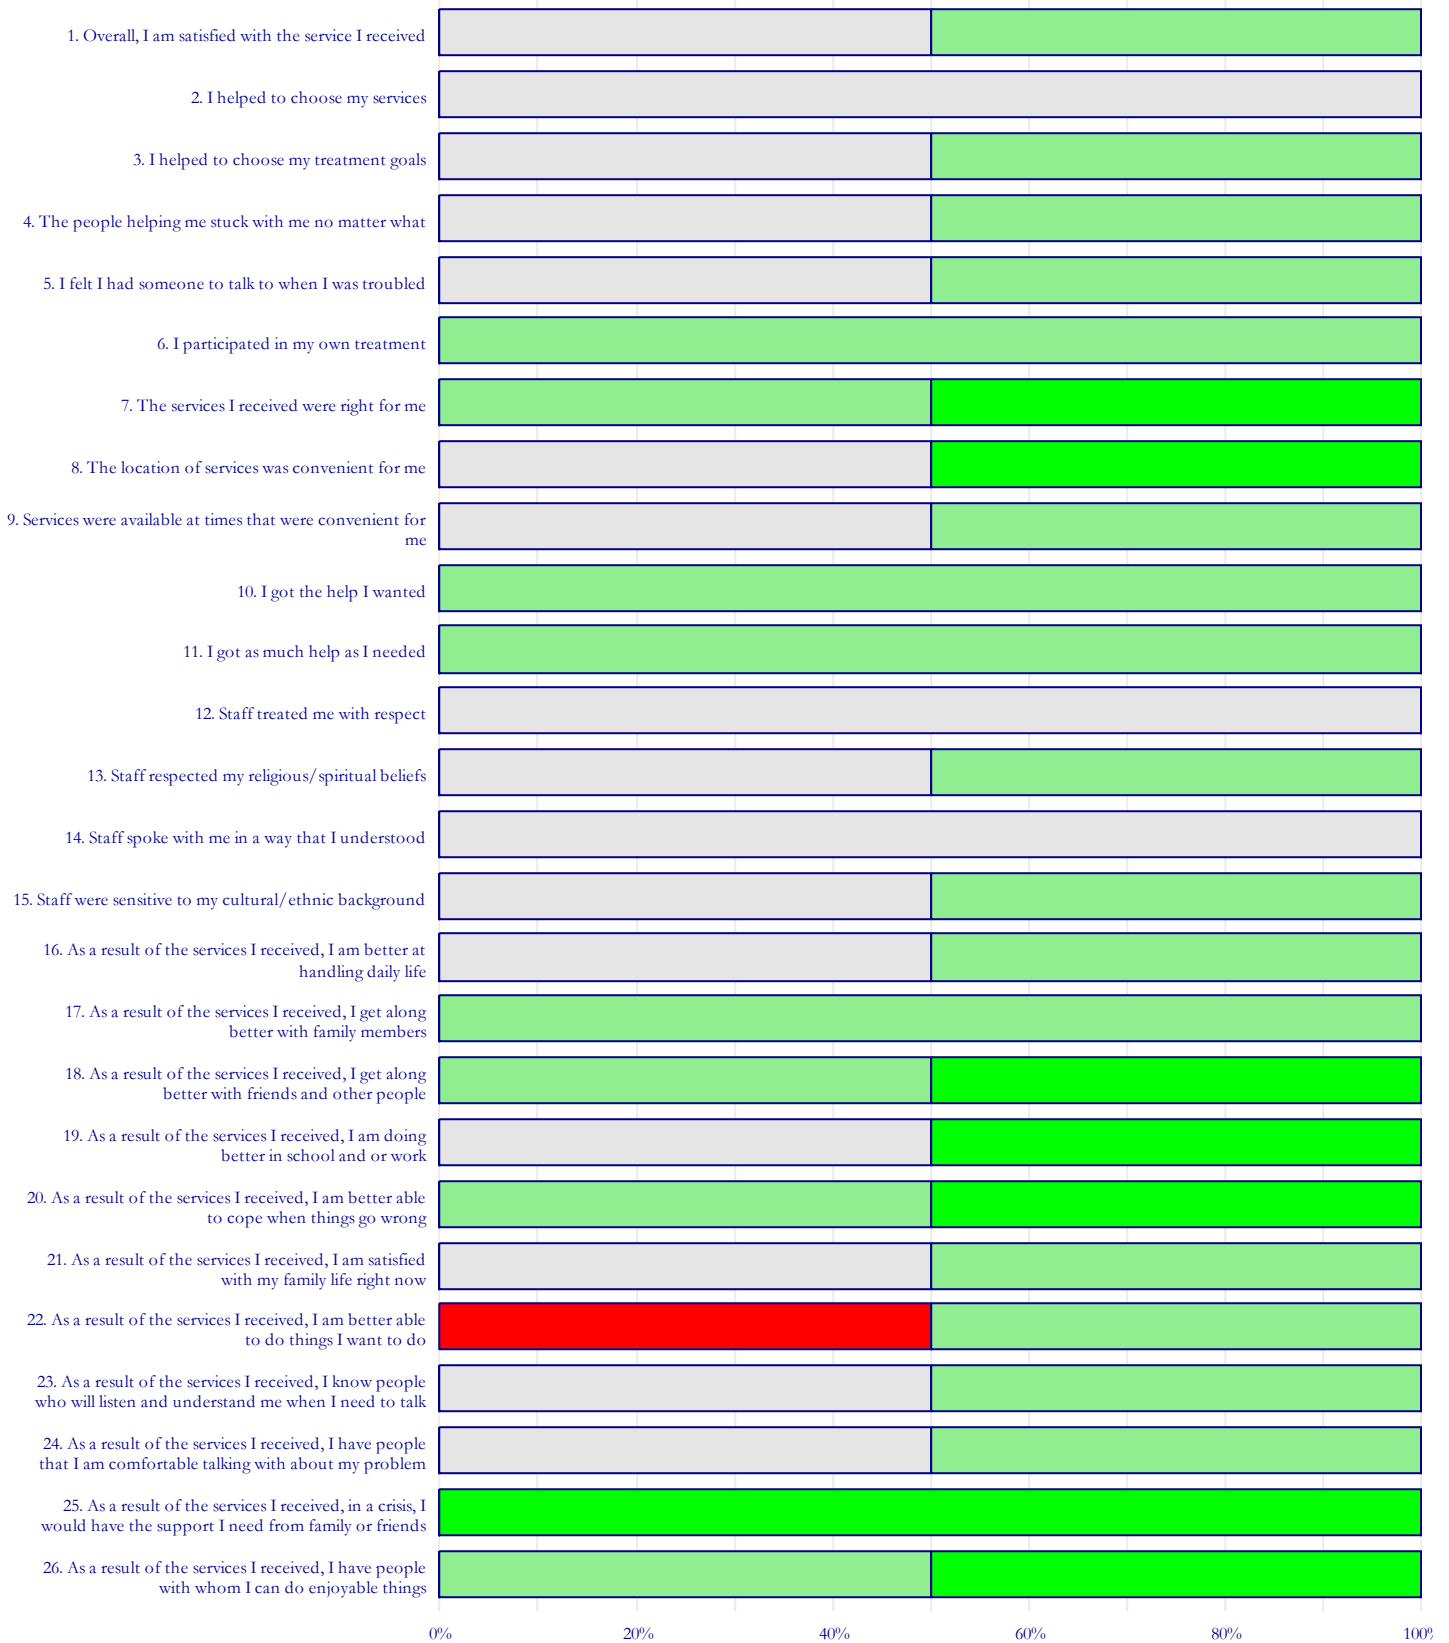 1. Overall, I am satisfied with the service I received
2. I helped to choose my services
3. I helped to choose my treatment goals
4. The people helping me stuck with me no matter what
5. I felt I had someone to talk to when I was troubled
6. I participated in my own treatment
7. The services I received were right for me
8. The location of services was convenient for me
9. Services were available at times that were convenient for
me
10. I got the help I wanted
11. I got as much help as I needed
12. Staff treated me with respect
13. Staff respected my religious/spiritual beliefs
14. Staff spoke with me in a way that I understood
15. Staff were sensitive to my cultural/ethnic background
16. As a result of the services I received, I am better at
handling daily life
17. As a result of the services I received, I get along
better with family members
18. As a result of the services I received, I get along
better with friends and other people
19. As a result of the services I received, I am doing
better in school and or work
20. As a result of the services I received, I am better able
to cope when things go wrong
21. As a result of the services I received, I am satisfied
with my family life right now
22. As a result of the services I received, I am better able
to do things I want to do
23. As a result of the services I received, I know people
who will listen and understand me when I need to talk
24. As a result of the services I received, I have people
that I am comfortable talking with about my problem
25. As a result of the services I received, in a crisis, I
would have the support I need from family or friends
26. As a result of the services I received, I have people
with whom I can do enjoyable things
0% 20% 40% 60% 80% 100%